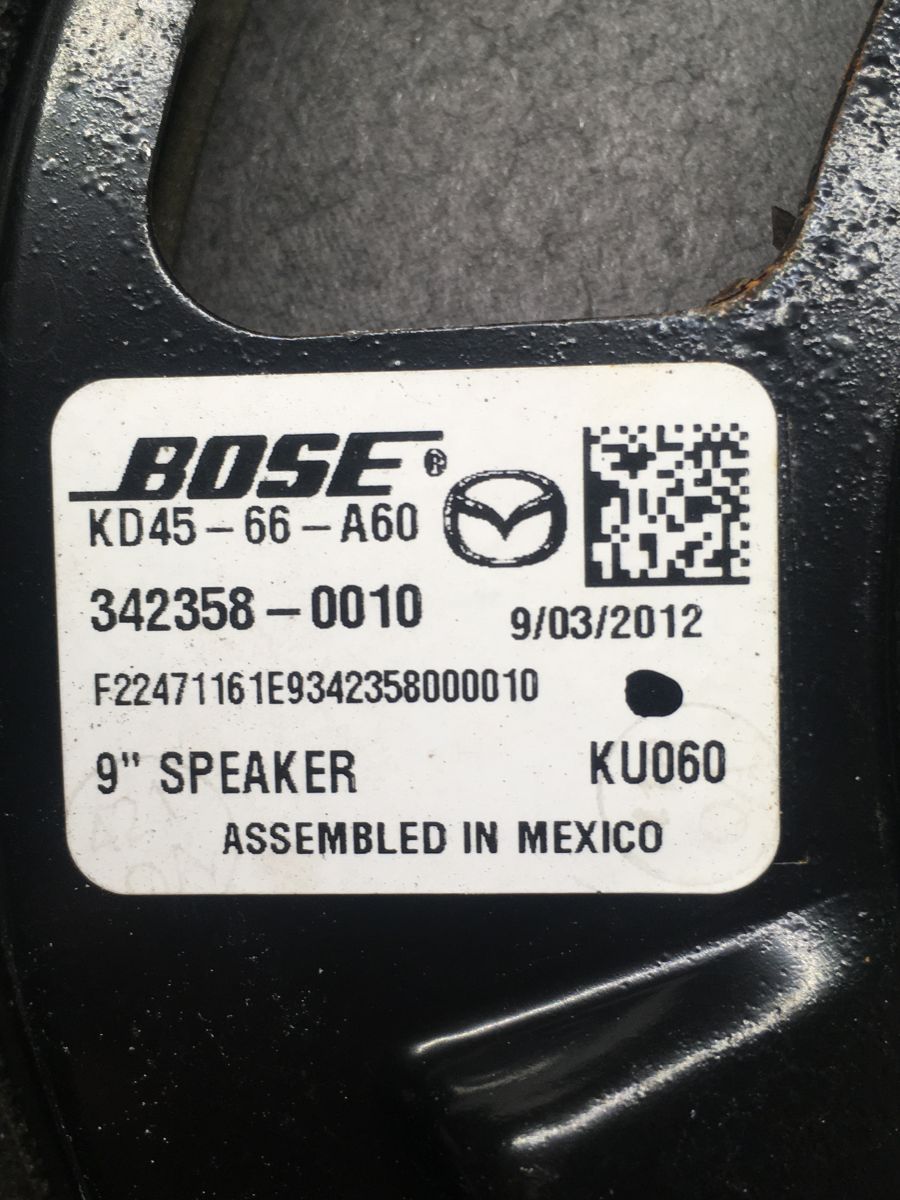 BOSE®
KD45-66-A60
342358-0010
9/03/2012
F22471161E9342358000010
9" SPEAKER
KU060
ASSEMBLED IN MEXICO